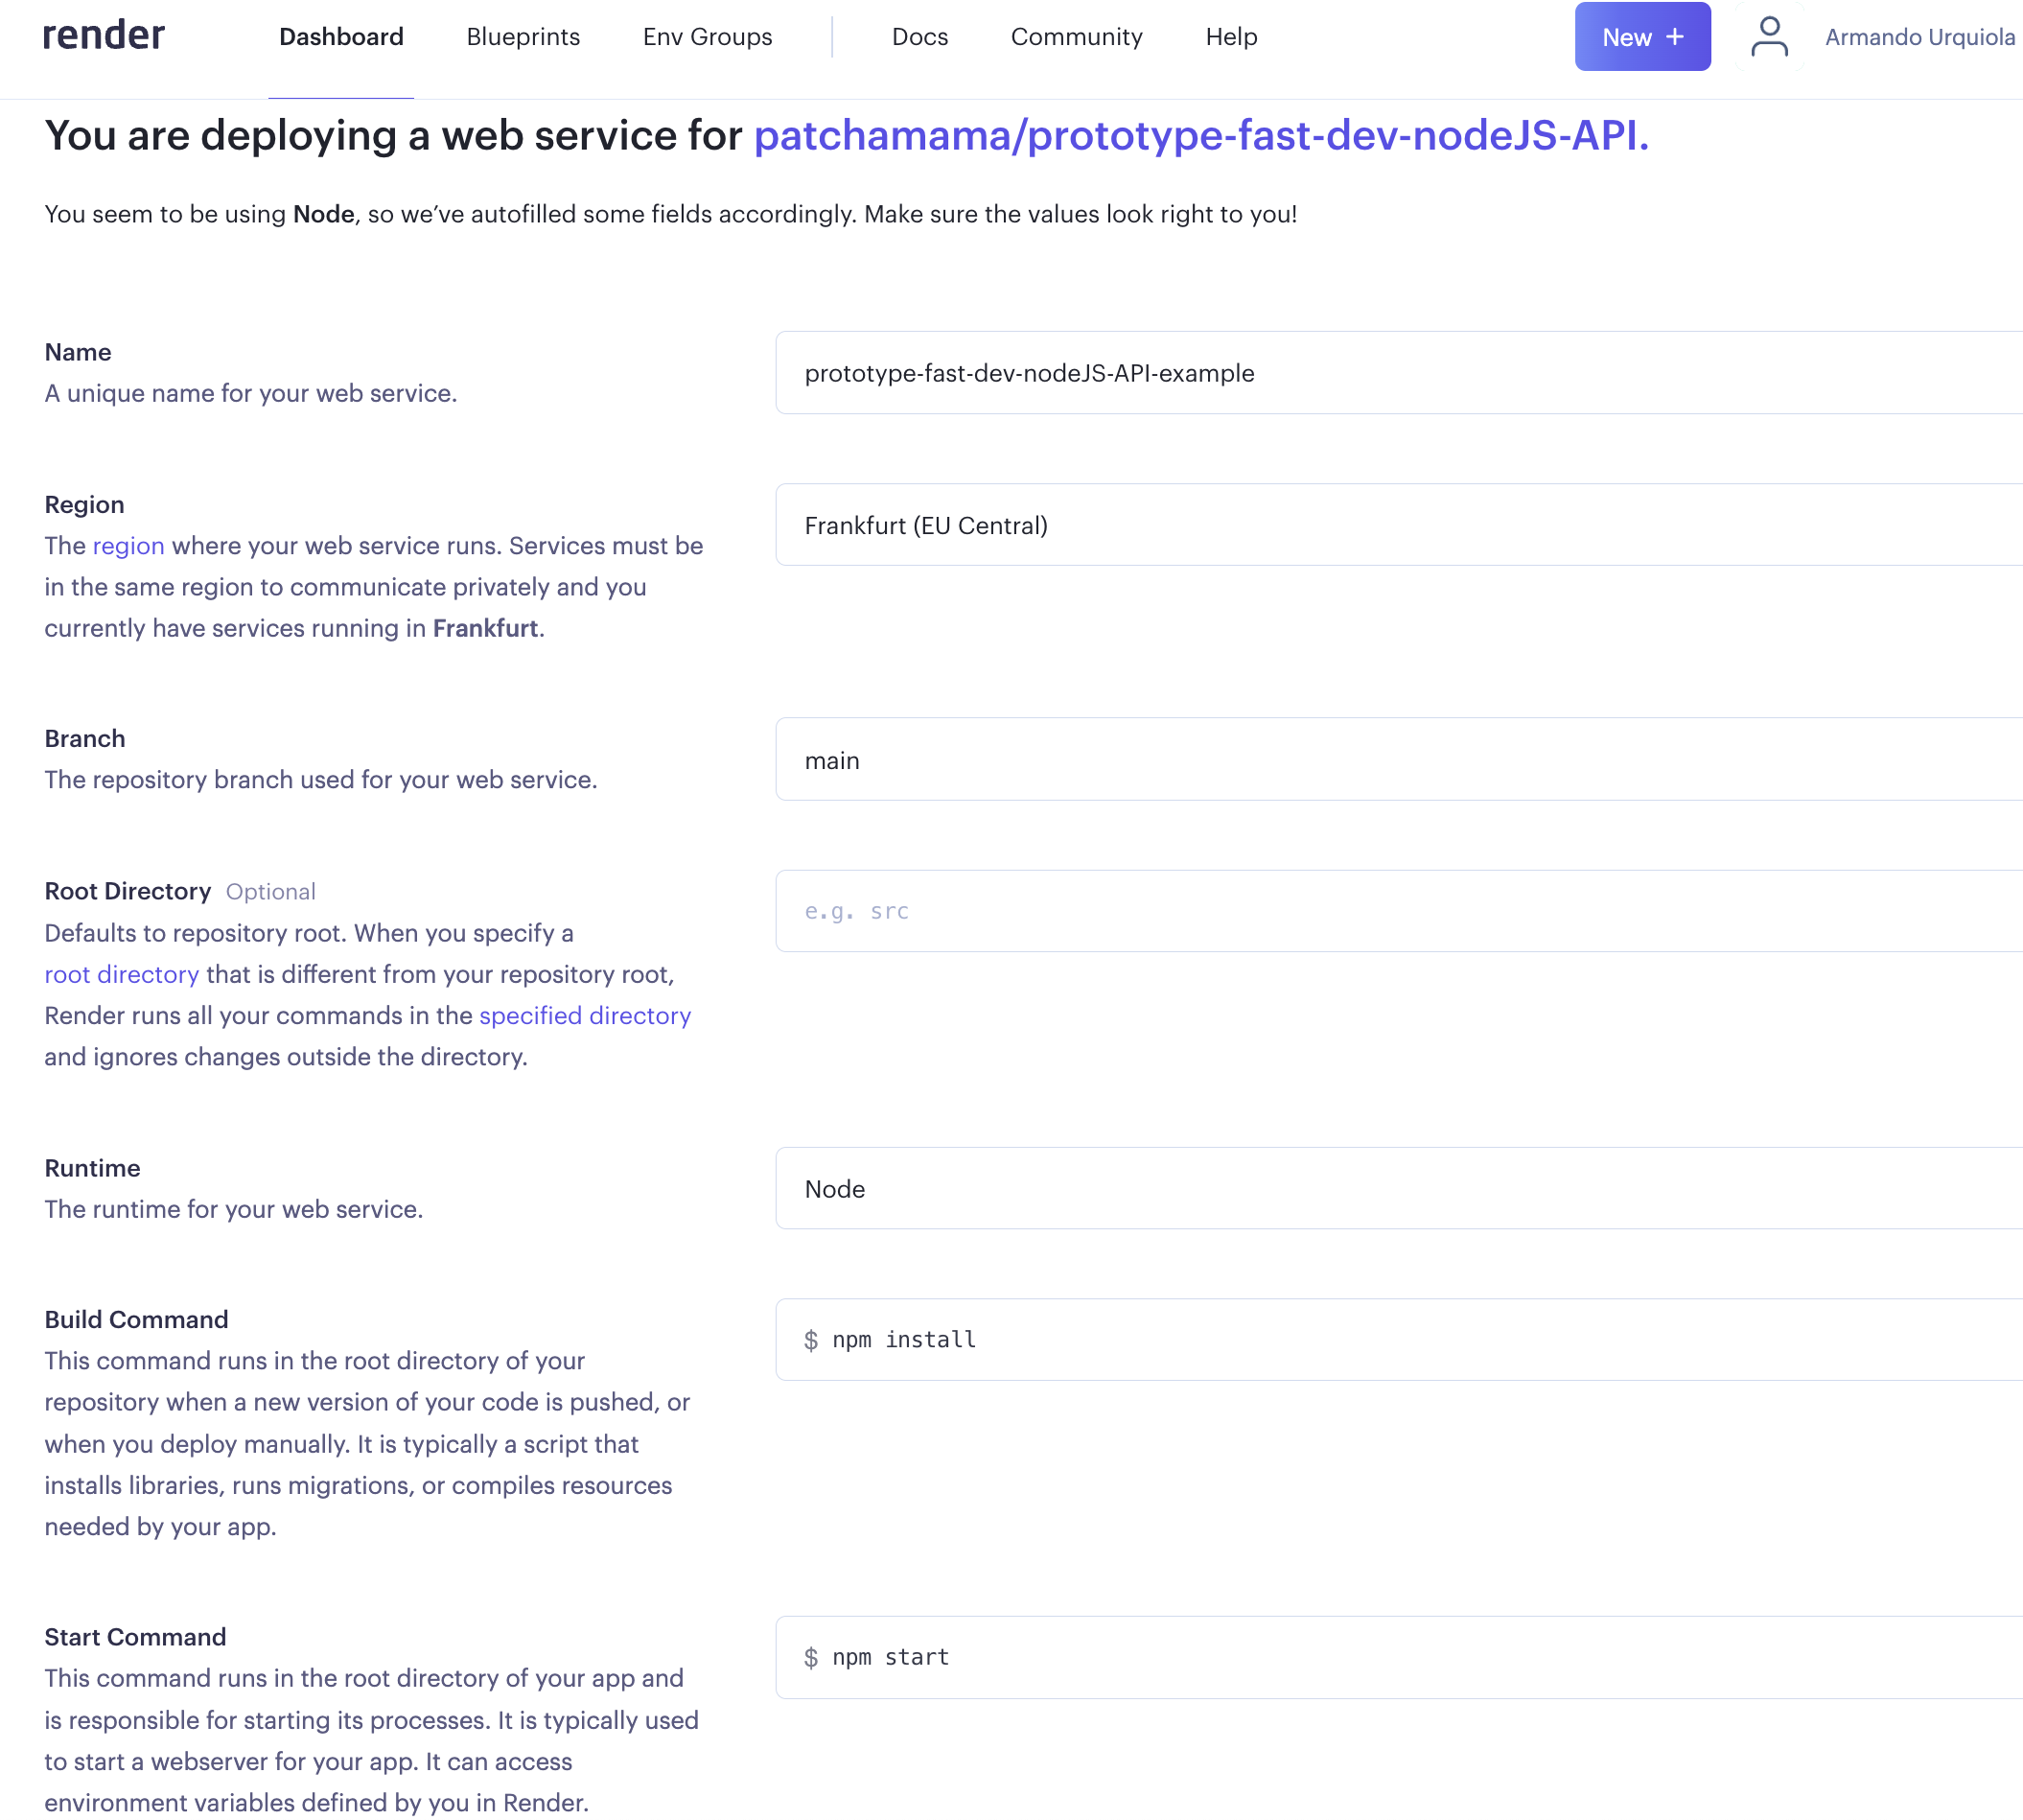 render
Dashboard
Blueprints
Env Groups
Docs
Community
Help
New +
Armando Urquiola
You are deploying a web service for patchamama/prototype-fast-dev-nodeJS-API.
You seem to be using Node, so we’ve autofilled some fields accordingly. Make sure the values look right to you!
Name
A unique name for your web service.
prototype-fast-dev-nodeJS-API-example
Region
The region where your web service runs. Services must be
in the same region to communicate privately and you
currently have services running in Frankfurt.
Frankfurt (EU Central)
Branch
The repository branch used for your web service.
main
Root Directory Optional
Defaults to repository root. When you specify a
root directory that is different from your repository root,
Render runs all your commands in the specified directory
and ignores changes outside the directory.
e.g. src
Runtime
The runtime for your web service.
Node
Build Command
This command runs in the root directory of your
repository when a new version of your code is pushed, or
when you deploy manually. It is typically a script that
installs libraries, runs migrations, or compiles resources
needed by your app.
$ npm install
Start Command
This command runs in the root directory of your app and
is responsible for starting its processes. It is typically used
to start a webserver for your app. It can access
environment variables defined by you in Render.
$ npm start